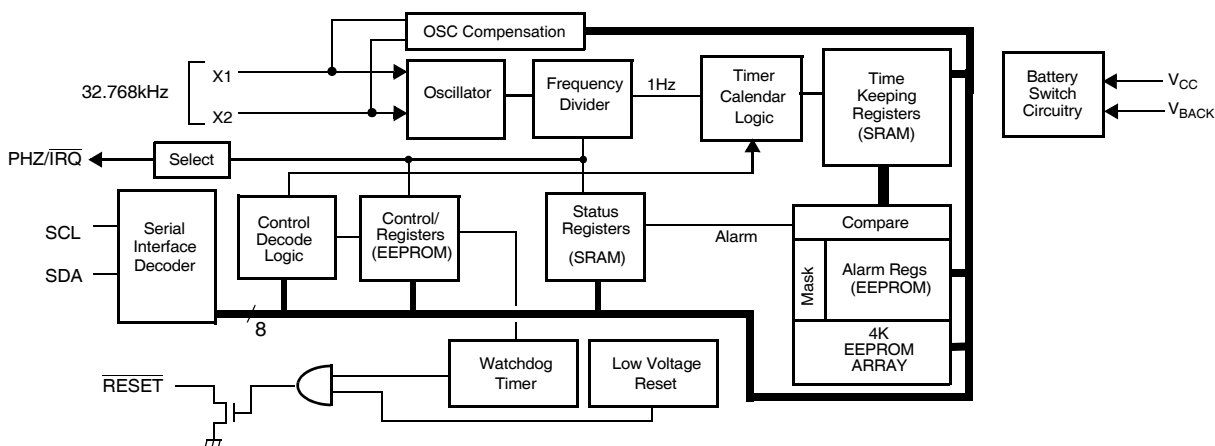 OSC Compensation
32.768kHz
X1
X2
Oscillator
Frequency
Divider
1Hz
Timer
Calendar
Logic
Time
Keeping
Registers
(SRAM)
Battery
Switch
Circuitry
VCC
VBACK
PHZ/IRQ
Select
SCL
SDA
Serial
Interface
Decoder
Control
Decode
Logic
Control/
Registers
(EEPROM)
Status
Registers
(SRAM)
Alarm
Compare
Mask
Alarm Regs
(EEPROM)
4K
EEPROM
ARRAY
8
Watchdog
Timer
Low Voltage
Reset
RESET